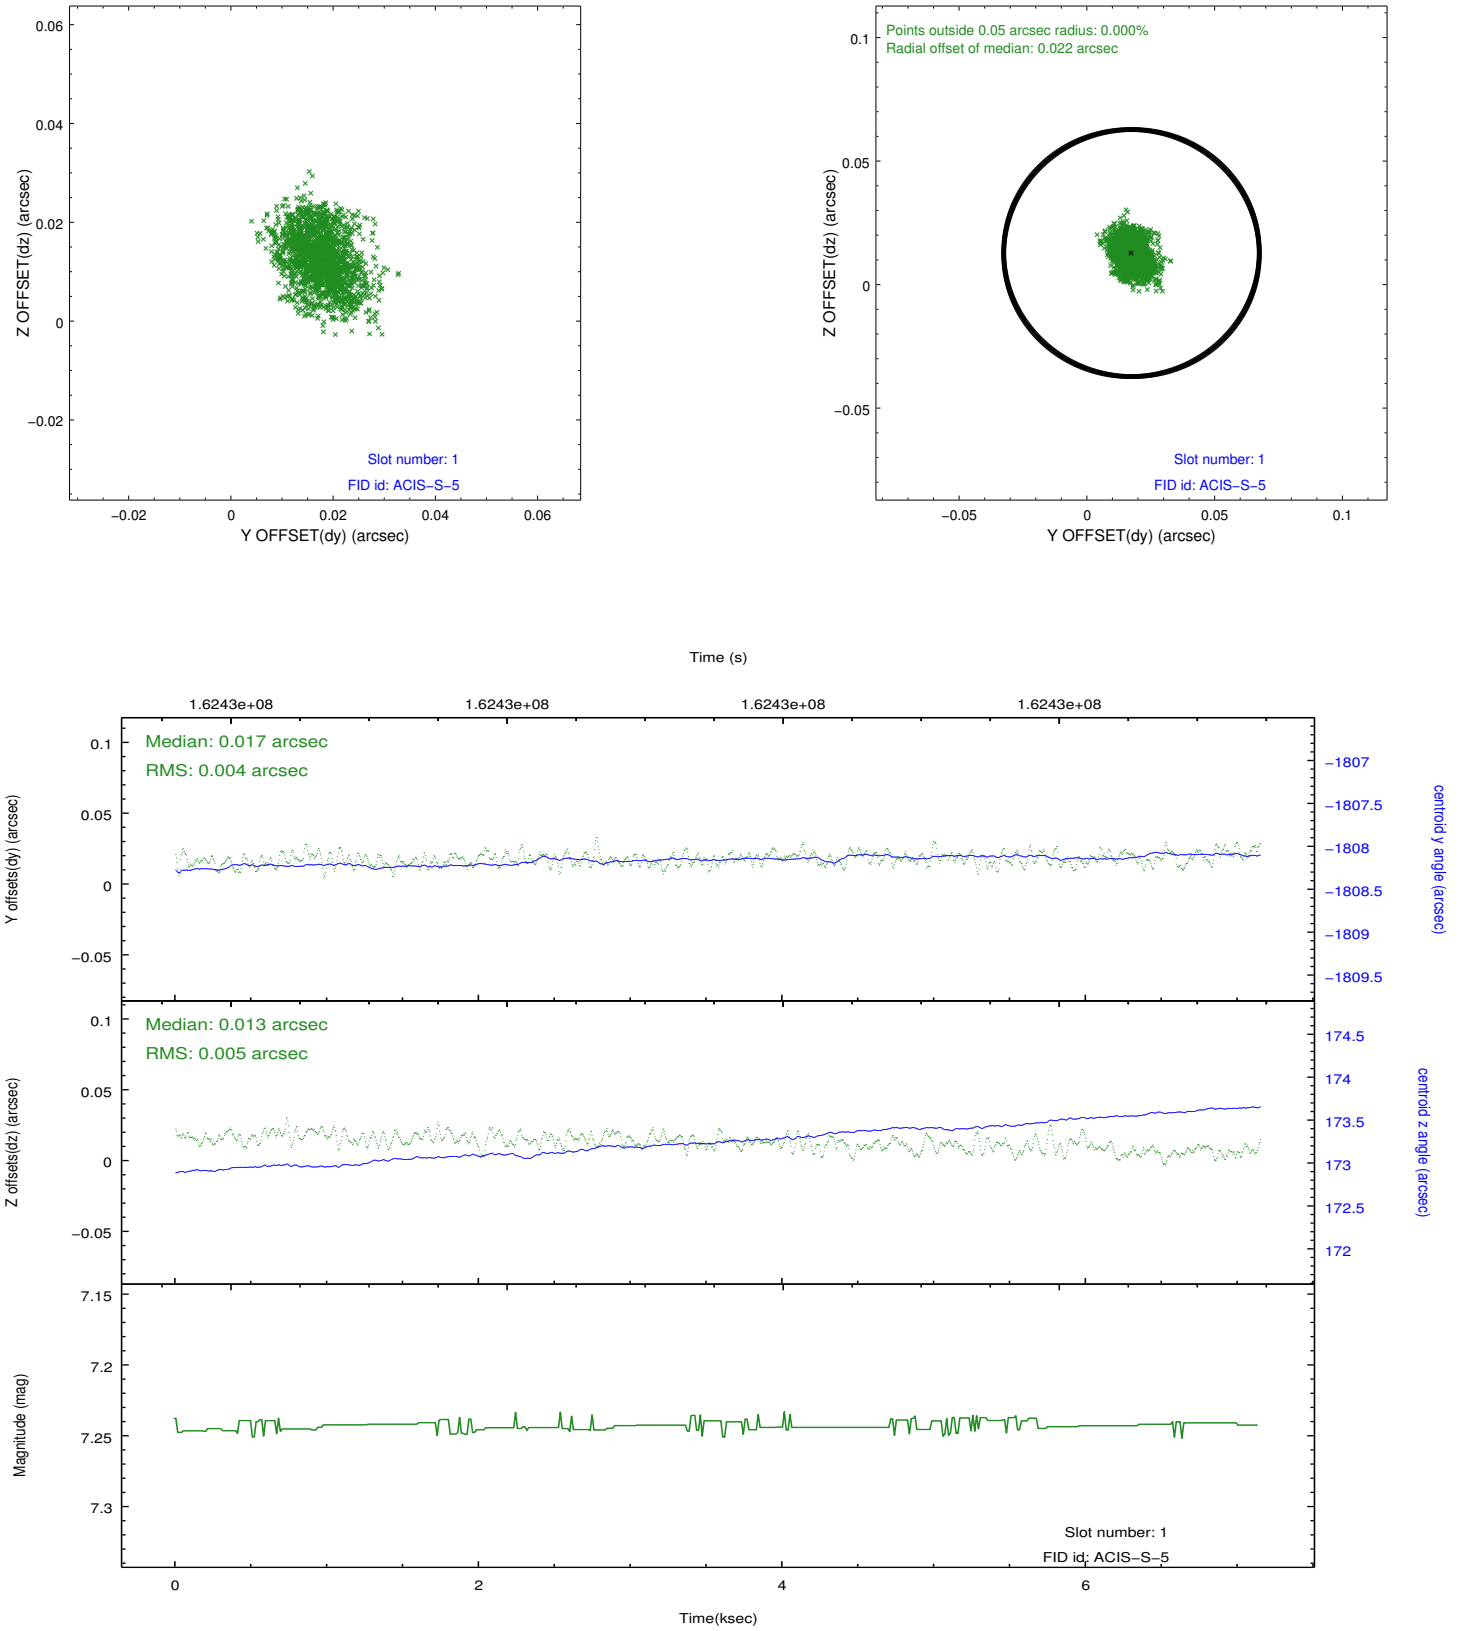 0.06
0.04
0.02
0
−0.02
Z OFFSET(dz) (arcsec)
Slot number: 1
FID id: ACIS−S−5
−0.02 0 0.02 0.04 0.06
Y OFFSET(dy) (arcsec)
Points outside 0.05 arcsec radius: 0.000%
Radial offset of median: 0.022 arcsec
0.1
0.05
0
−0.05
Z OFFSET(dz) (arcsec)
Slot number: 1
FID id: ACIS−S−5
−0.05 0 0.05 0.1
Y OFFSET(dy) (arcsec)
Time (s)
1.6243e+08 1.6243e+08 1.6243e+08 1.6243e+08
Median: 0.017 arcsec
RMS: 0.004 arcsec
0.1
0.05
0
−0.05
Y offsets(dy) (arcsec)
−1807
−1807.5
−1808
−1808.5
−1809
−1809.5
centroid y angle (arcsec)
Median: 0.013 arcsec
RMS: 0.005 arcsec
0.1
0.05
0
−0.05
Z offsets(dz) (arcsec)
174.5
174
173.5
173
172.5
172
centroid z angle (arcsec)
7.15
7.2
7.25
7.3
Magnitude (mag)
Slot number: 1
FID id: ACIS−S−5
0 2 4 6
Time(ksec)